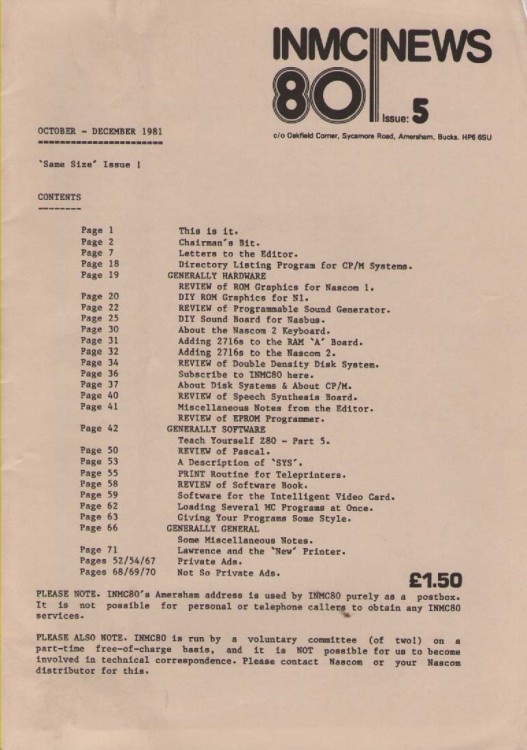 INMC NEWS
80 Issue: 5
c/o Oakfield Corner, Sycamore Road, Amersham, Bucks. HP6 6SU
OCTOBER - DECEMBER 1981
`Same Size´ Issue !
CONTENTS
Page 1 This is it.
Page 2 Chairman´s Bit.
Page 7 Letters to the Editor.
Page 18 Directory Listing Program for CP/M Systems.
Page 19 GENERALLY HARDWARE
REVIEW of ROM Graphics for Nascom 1.
Page 20 DIY ROM Graphics for N1.
Page 22 REVIEW of Programmable Sound Generator.
Page 25 DIY Sound Board for Nasbus.
Page 30 About the Nascom 2 Keyboard.
Page 31 Adding 2716s to the RAM `A´ Board.
Page 32 Adding 2716s to the Nascom 2.
Page 34 REVIEW of Double Density Disk System.
Page 36 Subscribe to INMC80 here.
Page 37 About Disk Systems & About CP/M.
Page 40 REVIEW of Speech Synthesis Board.
Page 41 Miscellaneous Notes from the Editor.
REVIEW of EPROM Programmer.
Page 42 GENERALLY SOFTWARE
Teach Yourself Z80 - Part 5.
Page 50 REVIEW of Pascal.
Page 53 A Description of `SYS´.
Page 55 PRINT Routine for Teleprinters.
Page 58 REVIEW of Software Book.
Page 59 Software for the Intelligent Video Card.
Page 62 Loading Several MC Programs at Once.
Page 63 Giving Your Programs Some Style.
Page 66 GENERALLY GENERAL
Some Miscellaneous Notes.
Page 71 Lawrence and the `New´ Printer.
Pages 52/54/67 Private Ads.
Pages 68/69/70 Not So Private Ads.
£1.50
PLEASE NOTE. INMC80´s Amersham address is used by INMC80 purely as a postbox.
It is not possible for personal or telephone callers to obtain any INMC80
services.
PLEASE ALSO NOTE. INMC80 is run by a voluntary committee (of two!) on a
part-time free-of-charge basis, and it is NOT possible for us to become
involved in technical correspondence. Please contact Nascom or your Nascom
distributor for this.